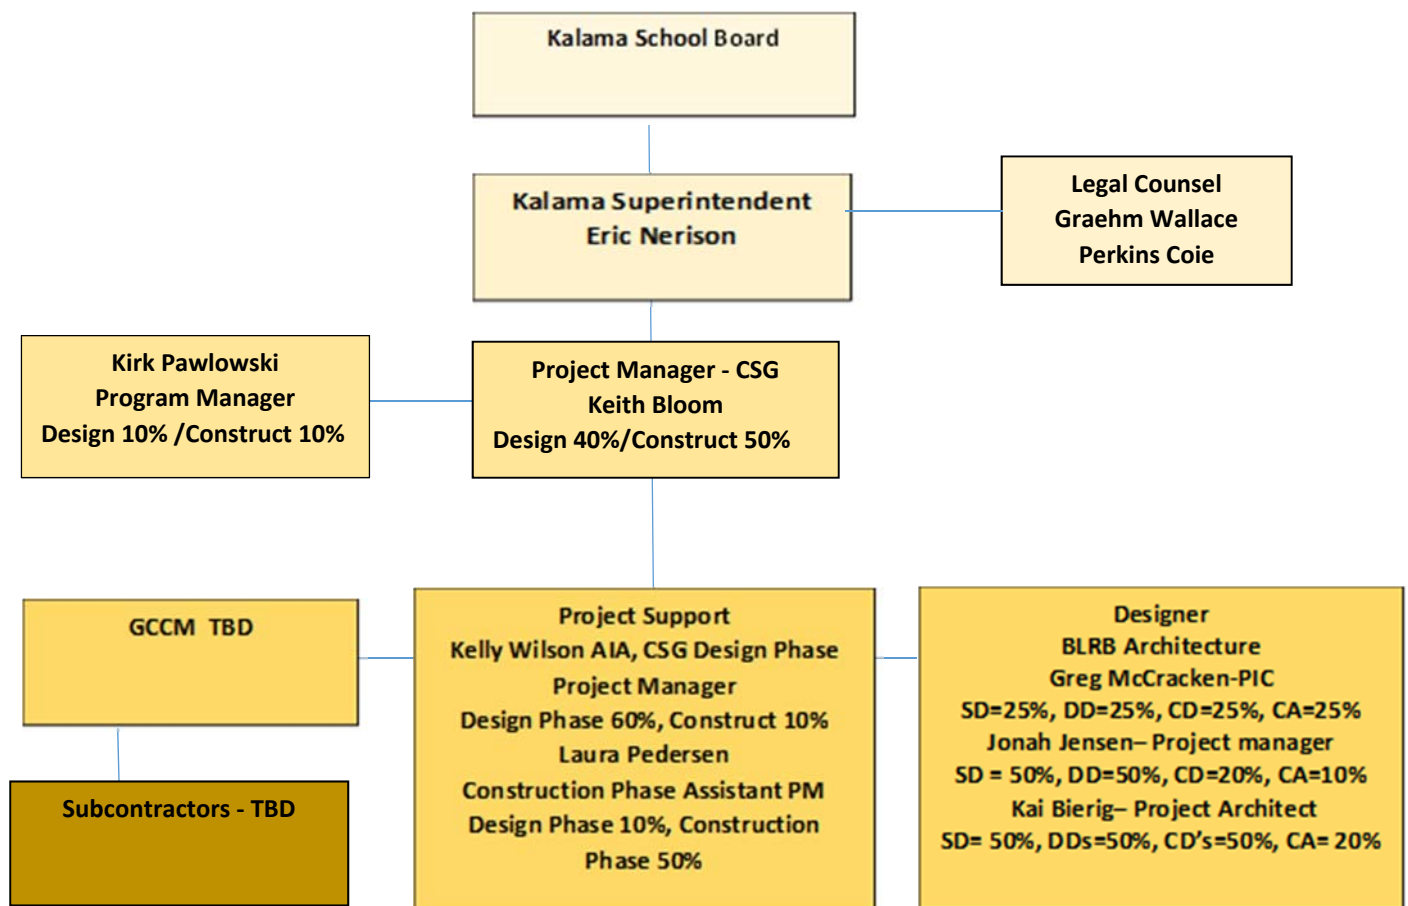 Kalama School Board
Kalama Superintendent
Eric Nerison
Legal Counsel
Graehm Wallace
Perkins Coie
Kirk Pawlowski
Program Manager
Design 10% /Construct 10%
Project Manager - CSG
Keith Bloom
Design 40%/Construct 50%
GCCM TBD
Subcontractors - TBD
Project Support
Kelly Wilson AIA, CSG Design Phase
Project Manager
Design Phase 60%, Construct 10%
Laura Pedersen
Construction Phase Assistant PM
Design Phase 10%, Construction
Phase 50%
Designer
BLRB Architecture
Greg McCracken-PIC
SD=25%, DD=25%, CD=25%, CA=25%
Jonah Jensen– Project manager
SD = 50%, DD=50%, CD=20%, CA=10%
Kai Bierig– Project Architect
SD= 50%, DDs=50%, CD’s=50%, CA= 20%